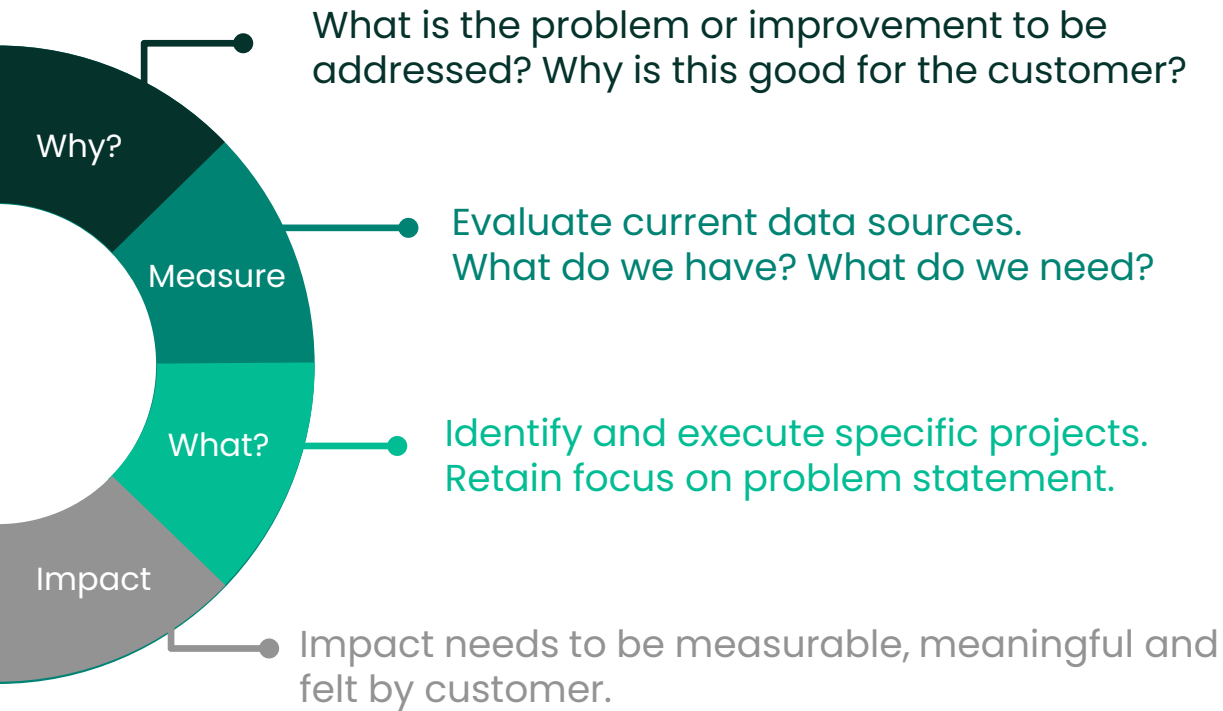 What is the problem or improvement to be
addressed? Why is this good for the customer?
Why?
Evaluate current data sources.
What do we have? What do we need?
Measure
Identify and execute specific projects.
Retain focus on problem statement.
What?
Impact
Impact needs to be measurable, meaningful and
felt by customer.